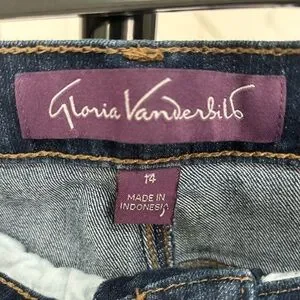 Gloria Vanderbilt
14
MADE IN
INDONESIA